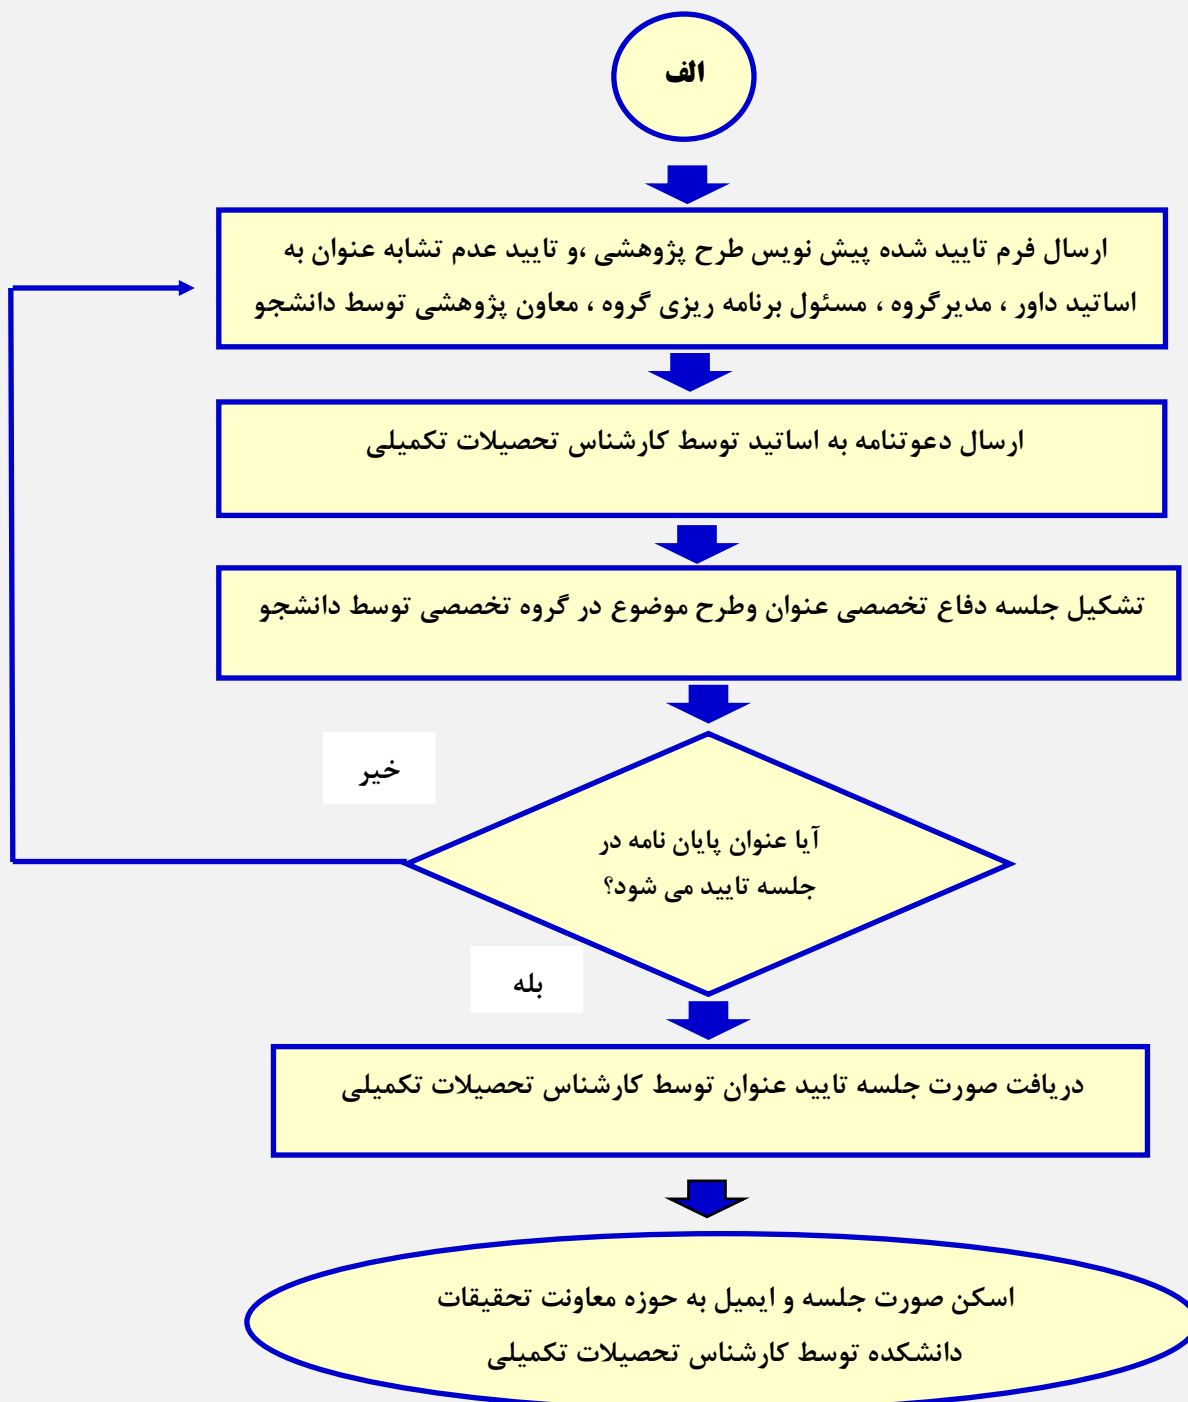 الف
ارسال فرم تایید شده پیش نویس طرح پژوهشی ،و تایید عدم تشابه عنوان به
اساتید داور ، مدیرگروه ، مسئول برنامه ریزی گروه ، معاون پژوهشی توسط دانشجو
ارسال دعوتنامه به اساتید توسط کارشناس تحصیلات تکمیلی
تشکیل جلسه دفاع تخصصی عنوان وطرح موضوع در گروه تخصصی توسط دانشجو
خیر
آیا عنوان پایان نامه در
جلسه تایید می شود؟
بله
دریافت صورت جلسه تایید عنوان توسط کارشناس تحصیلات تکمیلی
اسکن صورت جلسه و ایمیل به حوزه معاونت تحقیقات
دانشکده توسط کارشناس تحصیلات تکمیلی